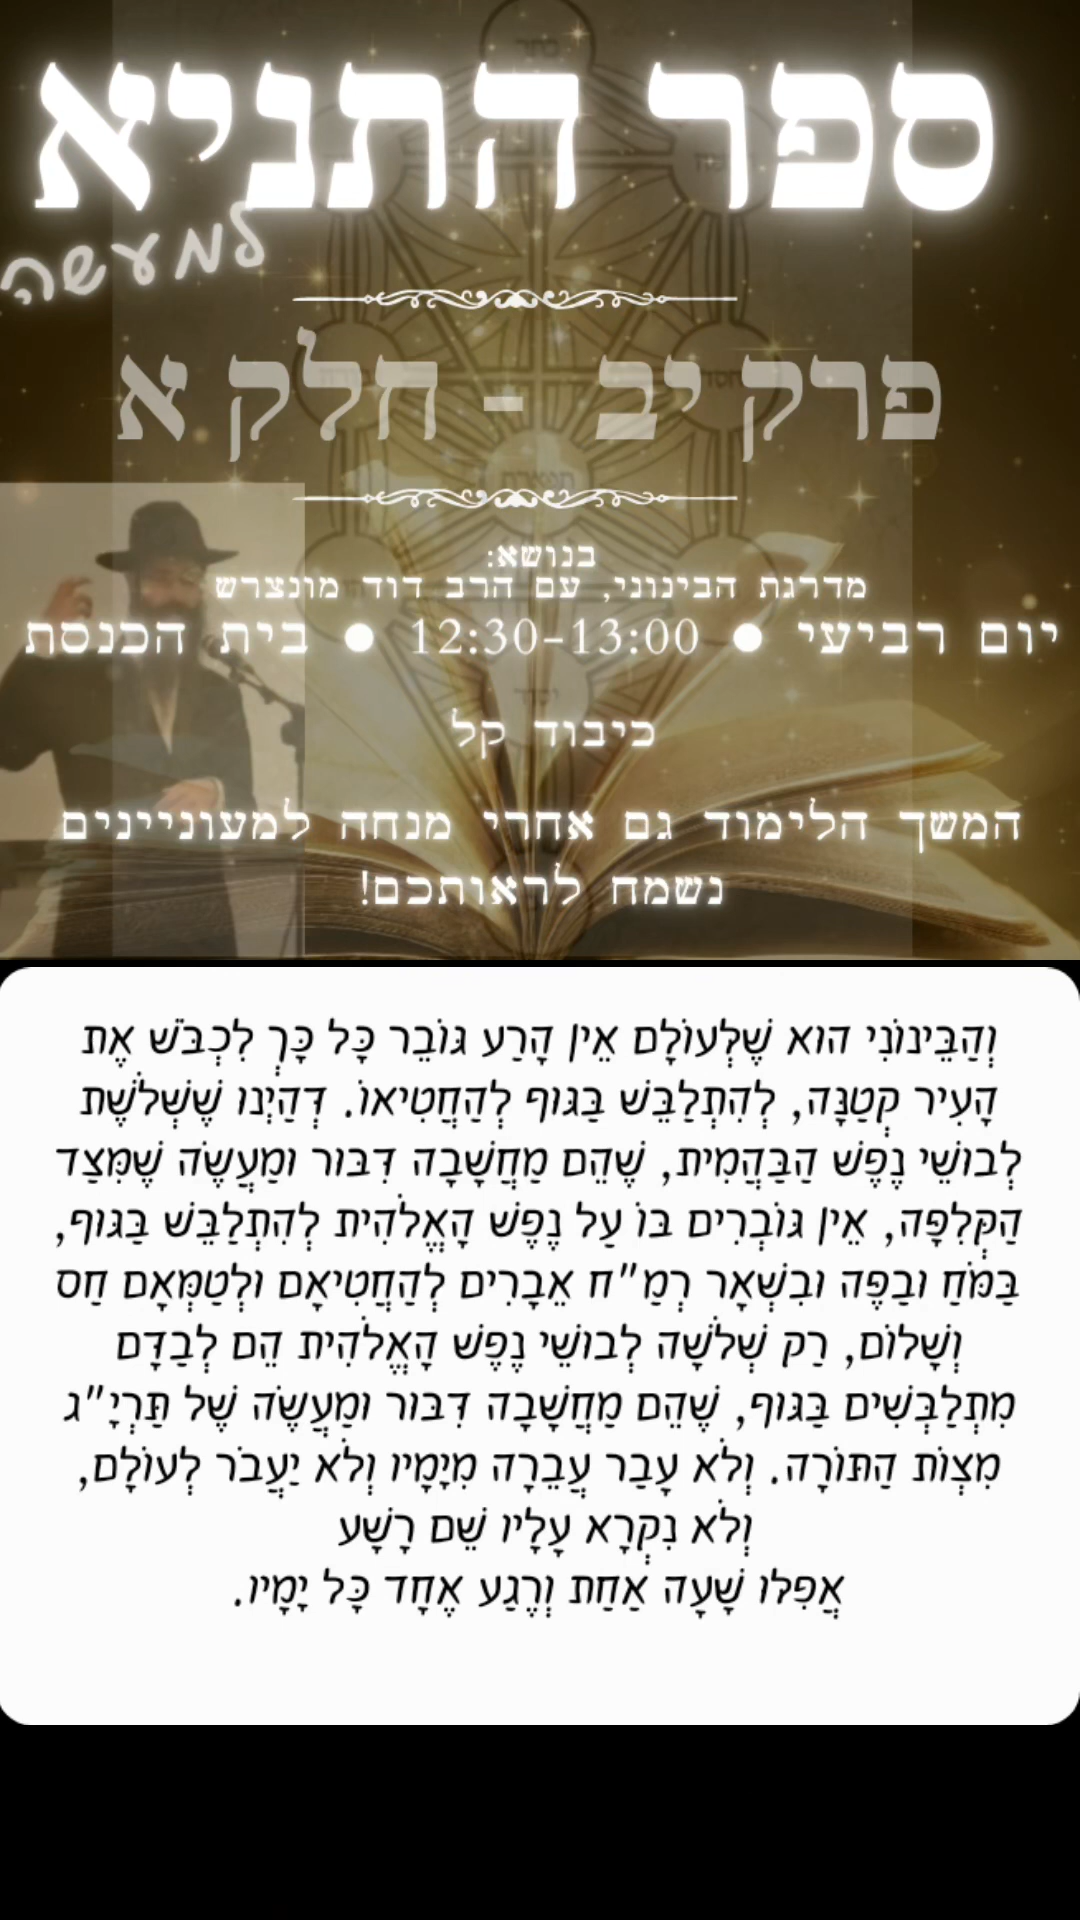 ספר התניא
למעשה
פרק יב - חלק א
בנושא:
מדרגת הבינוני, עם הרב דוד מונצרש
יום רביעי ● 12:30-13:00 ● בית הכנסת
כיבוד קל
המשך הלימוד גם אחרי מנחה למעוניינים
נשמח לראותכם!
וְהַבֵּינוֹנִי הוּא שֶׁלְּעוֹלָם אֵין הָרַע גּוֹבֵר כָּל כָּךְ לִכְבֹּשׁ אֶת
הָעִיר קְטַנָּה, לְהִתְלַבֵּשׁ בַּגּוּף לְהַחֲטִיאוֹ. דְּהַיְנוּ שֶׁשְּׁלֹשֶׁת
לְבוּשֵׁי נֶפֶשׁ הַבַּהֲמִית, שֶׁהֵם מַחֲשָׁבָה דִּבּוּר וּמַעֲשֶׂה שֶׁמִּצַּד
הַקְּלִפָּה, אֵין גּוֹבְרִים בּוֹ עַל נֶפֶשׁ הָאֱלֹהִית לְהִתְלַבֵּשׁ בַּגּוּף,
בַּמֹּחַ וּבַפֶּה וּבִשְׁאָר רְמַ"ח אֵבָרִים לְהַחֲטִיאָם וּלְטַמְּאָם חַס
וְשָׁלוֹם, רַק שְׁלֹשָׁה לְבוּשֵׁי נֶפֶשׁ הָאֱלֹהִית הֵם לְבַדָּם
מִתְלַבְּשִׁים בַּגּוּף, שֶׁהֵם מַחֲשָׁבָה דִּבּוּר וּמַעֲשֶׂה שֶׁל תַּרְיָ"ג
מִצְוֹת הַתּוֹרָה. וְלֹא עָבַר עֲבֵרָה מִיָּמָיו וְלֹא יַעֲבֹר לְעוֹלָם,
וְלֹא נִקְרָא עָלָיו שֵׁם רָשָׁע
אֲפִלּוּ שָׁעָה אַחַת וְרֶגַע אֶחָד כָּל יָמָיו.